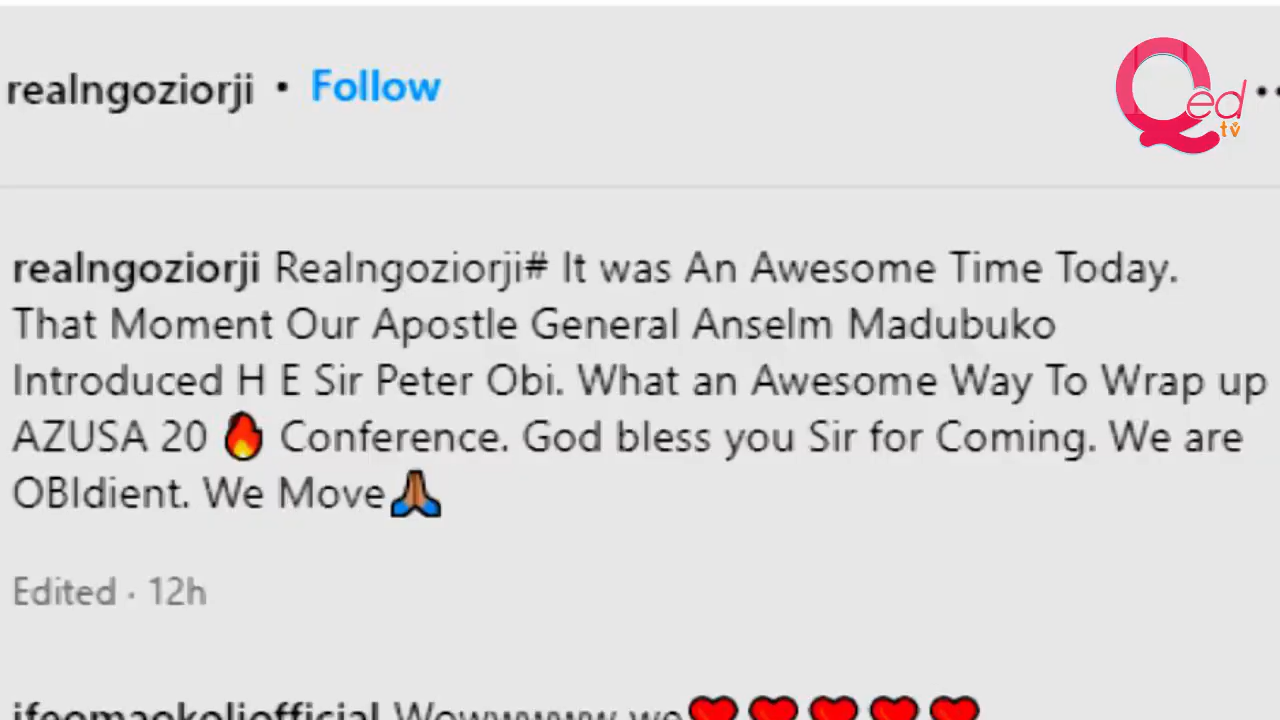 realngoziorji • Follow
Qed
tv
realngoziorji Realngoziorji# It was An Awesome Time Today.
That Moment Our Apostle General Anselm Madubuko
Introduced H E Sir Peter Obi. What an Awesome Way To Wrap up
AZUSA 20 🔥 Conference. God bless you Sir for Coming. We are
OBIdient. We Move🙏🏾
Edited · 12h
ifeomaokoliofficial